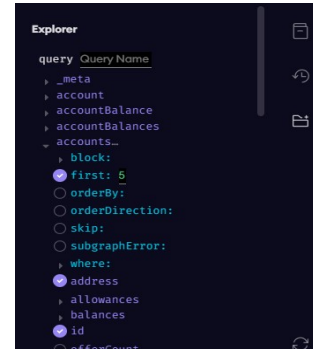 Explorer
query Query Name
_meta
account
accountBalance
accountBalances
accounts…
block:
first: 5
orderBy:
orderDirection:
skip:
subgraphError:
where:
address
allowances
balances
id
offerCount